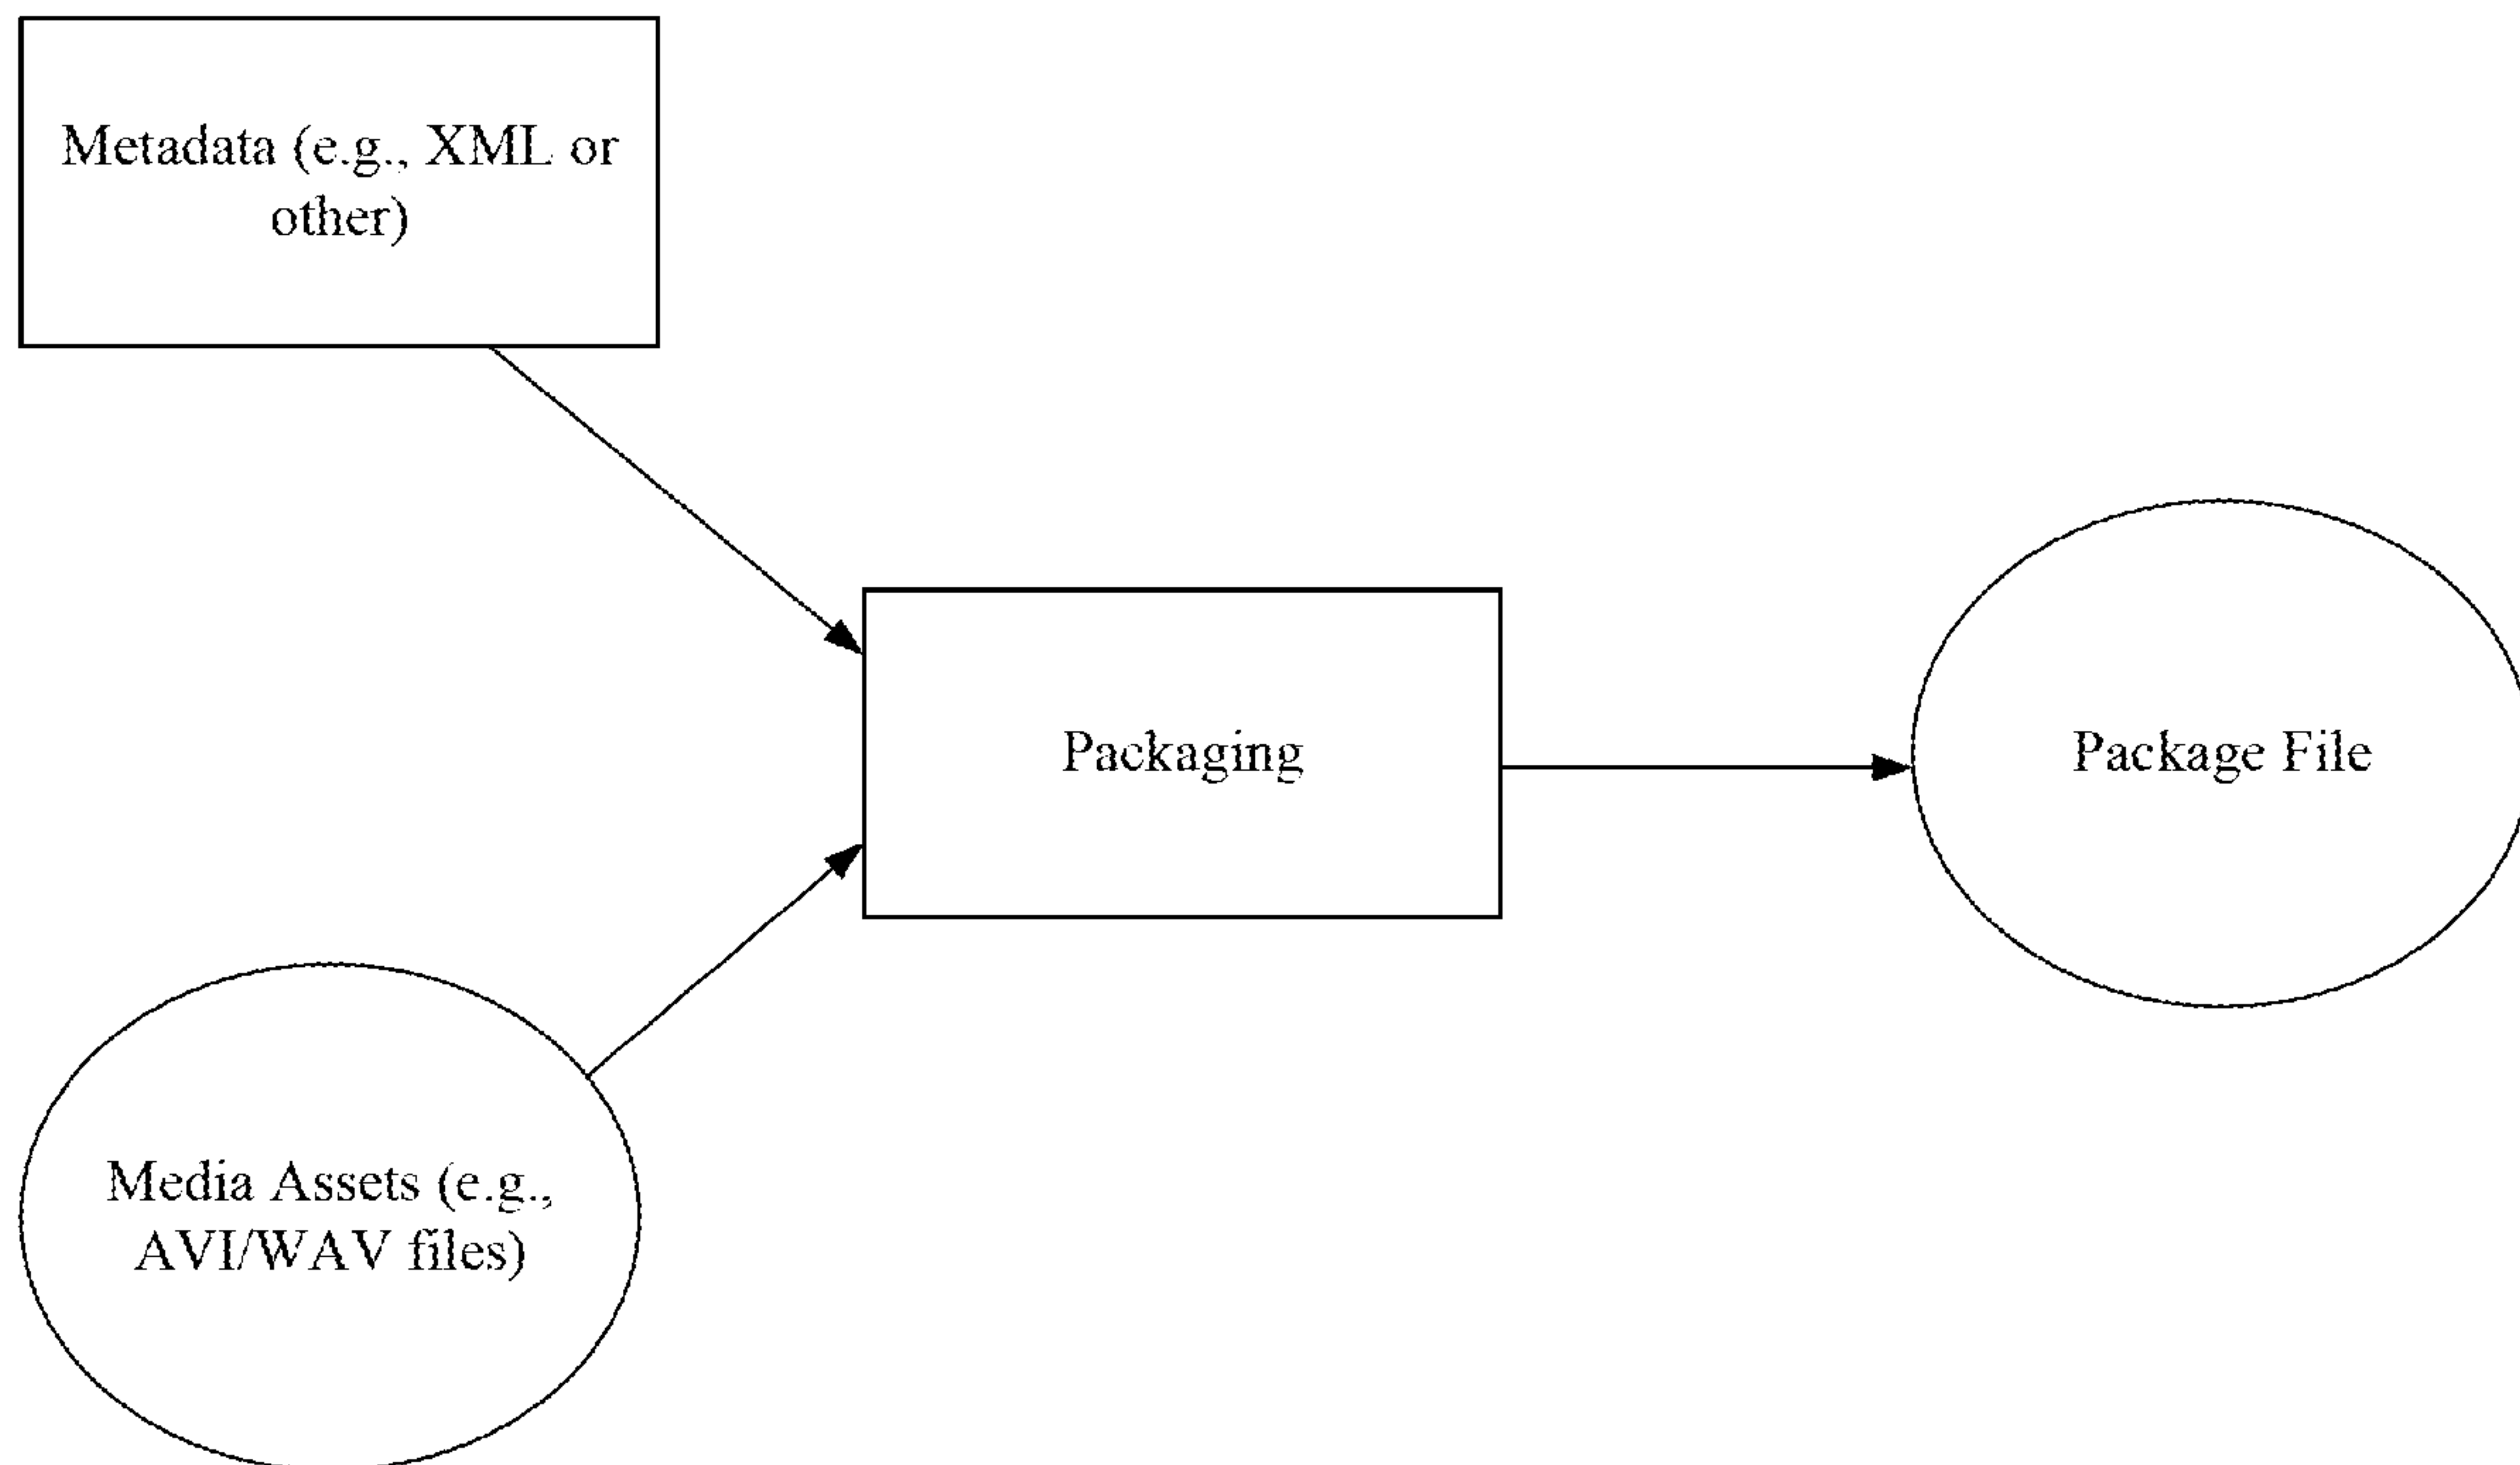 Metadata (e.g., XML or
other)
Packaging
Package File
Media Assets (e.g.,
AVI/WAV files)